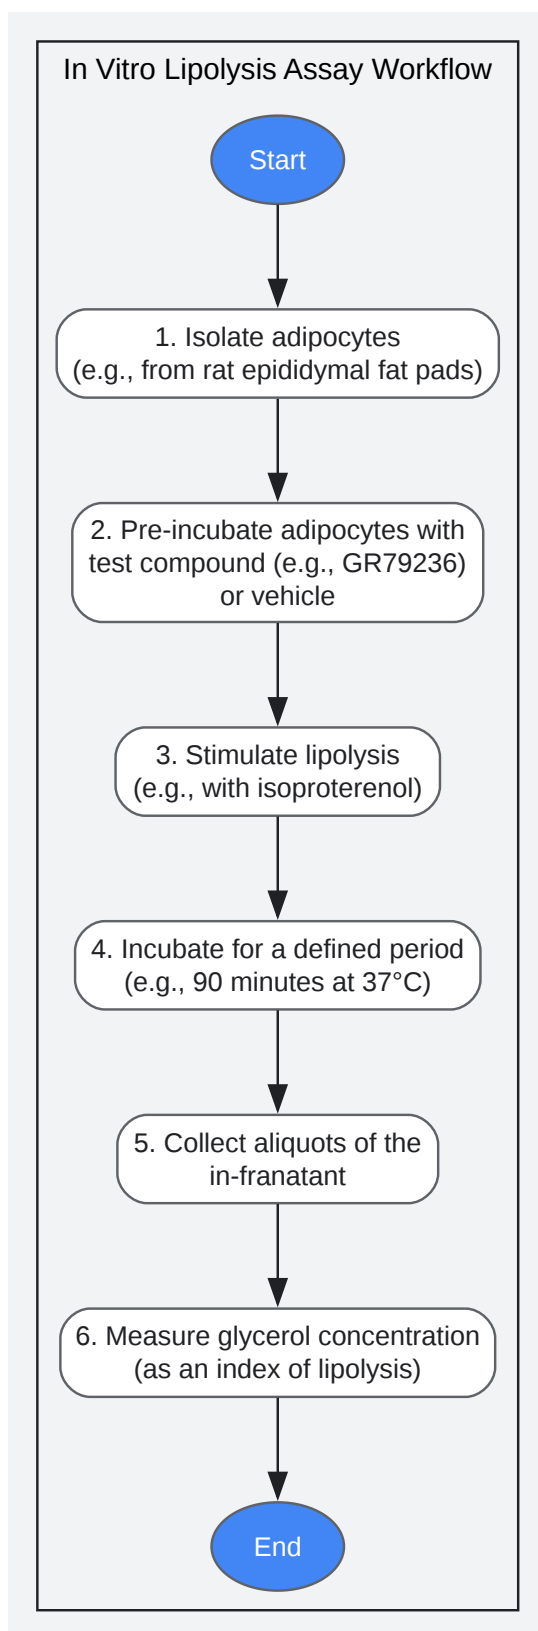 In Vitro Lipolysis Assay Workflow
Start
1. Isolate adipocytes
(e.g., from rat epididymal fat pads)
2. Pre-incubate adipocytes with
test compound (e.g., GR79236)
or vehicle
3. Stimulate lipolysis
(e.g., with isoproterenol)
4. Incubate for a defined period
(e.g., 90 minutes at 37°C)
5. Collect aliquots of the
in-franatant
6. Measure glycerol concentration
(as an index of lipolysis)
End